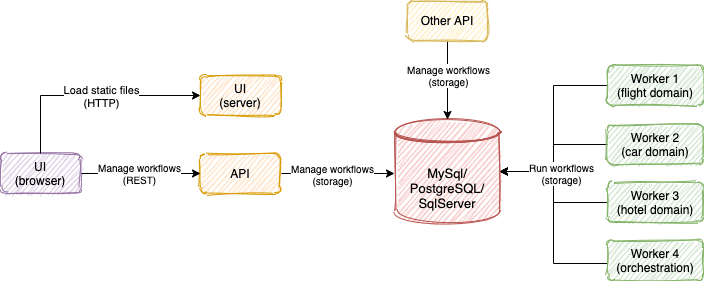 Other API
Manage workflows
(storage)
Load static files
(HTTP)
UI
(server)
UI
(browser)
Manage workflows
(REST)
API
Manage workflows
(storage)
MySql/
PostgreSQL/
SqlServer
Run workflows
(storage)
Worker 1
(flight domain)
Worker 2
(car domain)
Worker 3
(hotel domain)
Worker 4
(orchestration)